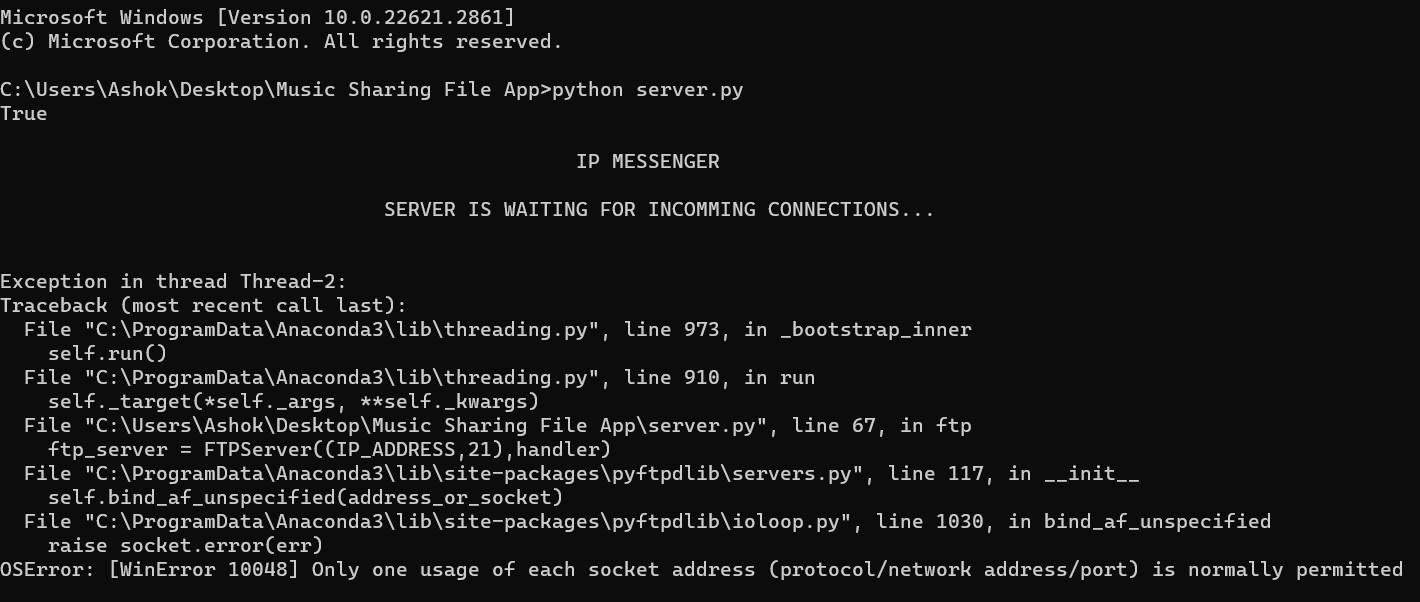 Microsoft Windows [Version 10.0.22621.2861]
(c) Microsoft Corporation. All rights reserved.
C:\Users\Ashok\Desktop\Music Sharing File App>python server.py
True
IP MESSENGER
SERVER IS WAITING FOR INCOMMING CONNECTIONS...
Exception in thread Thread-2:
Traceback (most recent call last):
  File "C:\ProgramData\Anaconda3\lib\threading.py", line 973, in _bootstrap_inner
    self.run()
  File "C:\ProgramData\Anaconda3\lib\threading.py", line 910, in run
    self._target(*self._args, **self._kwargs)
  File "C:\Users\Ashok\Desktop\Music Sharing File App\server.py", line 67, in ftp
    ftp_server = FTPServer((IP_ADDRESS,21),handler)
  File "C:\ProgramData\Anaconda3\lib\site-packages\pyftpdlib\servers.py", line 117, in __init__
    self.bind_af_unspecified(address_or_socket)
  File "C:\ProgramData\Anaconda3\lib\site-packages\pyftpdlib\ioloop.py", line 1030, in bind_af_unspecified
    raise socket.error(err)
OSError: [WinError 10048] Only one usage of each socket address (protocol/network address/port) is normally permitted